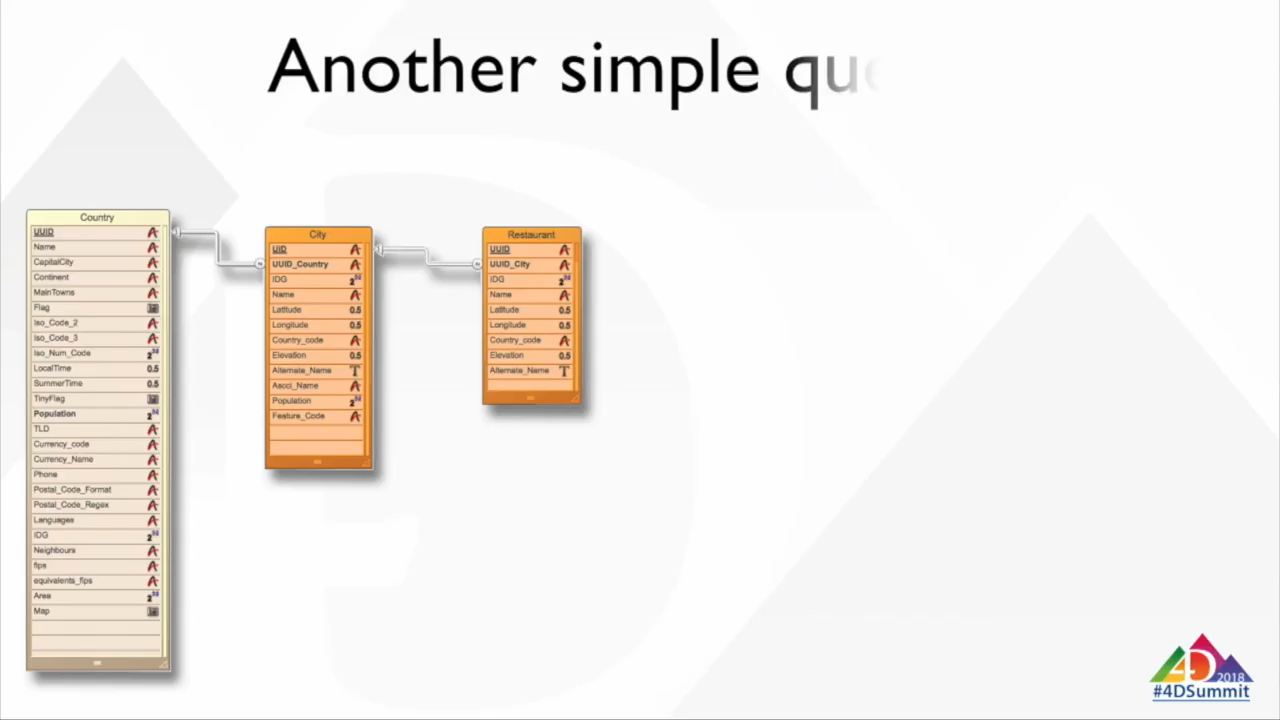 Another simple
Country
UUID
Name
CapitalCity
Continent
MainTowns
Flag
Iso_Code_2
Iso_Code_3
Iso_Num_Code
LocalTime
SummerTime
TinyFlag
Population
TLD
Currency_code
Currency_Name
Phone
Postal_Code_Format
Postal_Code_Regex
Languages
IDG
Neighbours
fips
equivalents_fips
Area
Map
City
UID
UUID_Country
IDG
Name
Latitude
Longitude
Country_code
Elevation
Alternate_Name
Ascci_Name
Population
Feature_Code
Restaurant
UUID
UUID_City
IDG
Name
Latitude
Longitude
Country_code
Elevation
Alternate_Name
4D
2018
#4DSummit